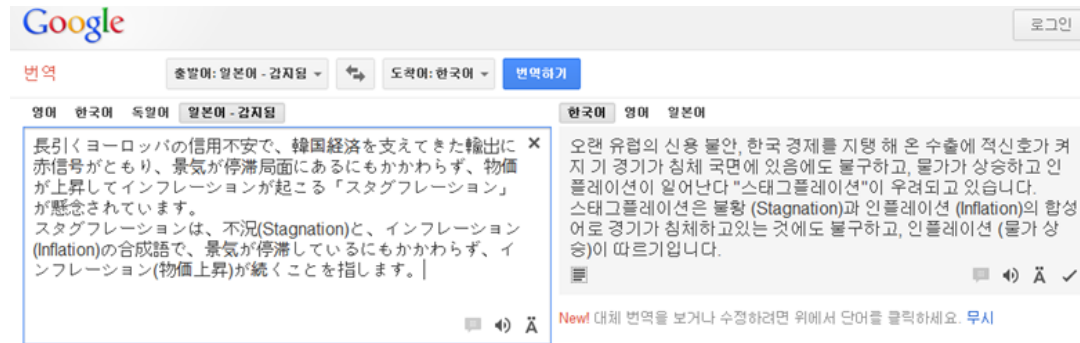 Google
로그인
번역
출발어: 일본어 - 감지됨
도착어: 한국어
번역하기
영어 한국어 독일어 일본어 - 감지됨
한국어 영어 일본어
長引くヨーロッパの信用不安で、韓国経済を支えてきた輸出に
赤信号がともり、景気が停滞局面にあるにもかかわらず、物価
が上昇してインフレーションが起こる「スタグフレーション」
が懸念されています。
スタグフレーションは、不況(Stagnation)と、インフレーション
(Inflation)の合成語で、景気が停滞しているにもかかわらず、イ
ンフレーション(物価上昇)が続くことを指します。
Ä
오랜 유럽의 신용 불안, 한국 경제를 지탱 해 온 수출에 적신호가 켜
지 기 경기가 침체 국면에 있음에도 불구하고, 물가가 상승하고 인
플레이션이 일어난다 "스태그플레이션"이 우려되고 있습니다.
스태그플레이션은 불황 (Stagnation)과 인플레이션 (Inflation)의 합성
어로 경기가 침체하고있는 것에도 불구하고, 인플레이션 (물가 상
승)이 따르기입니다.
Ä
New! 대체 번역을 보거나 수정하려면 위에서 단어를 클릭하세요. 무시